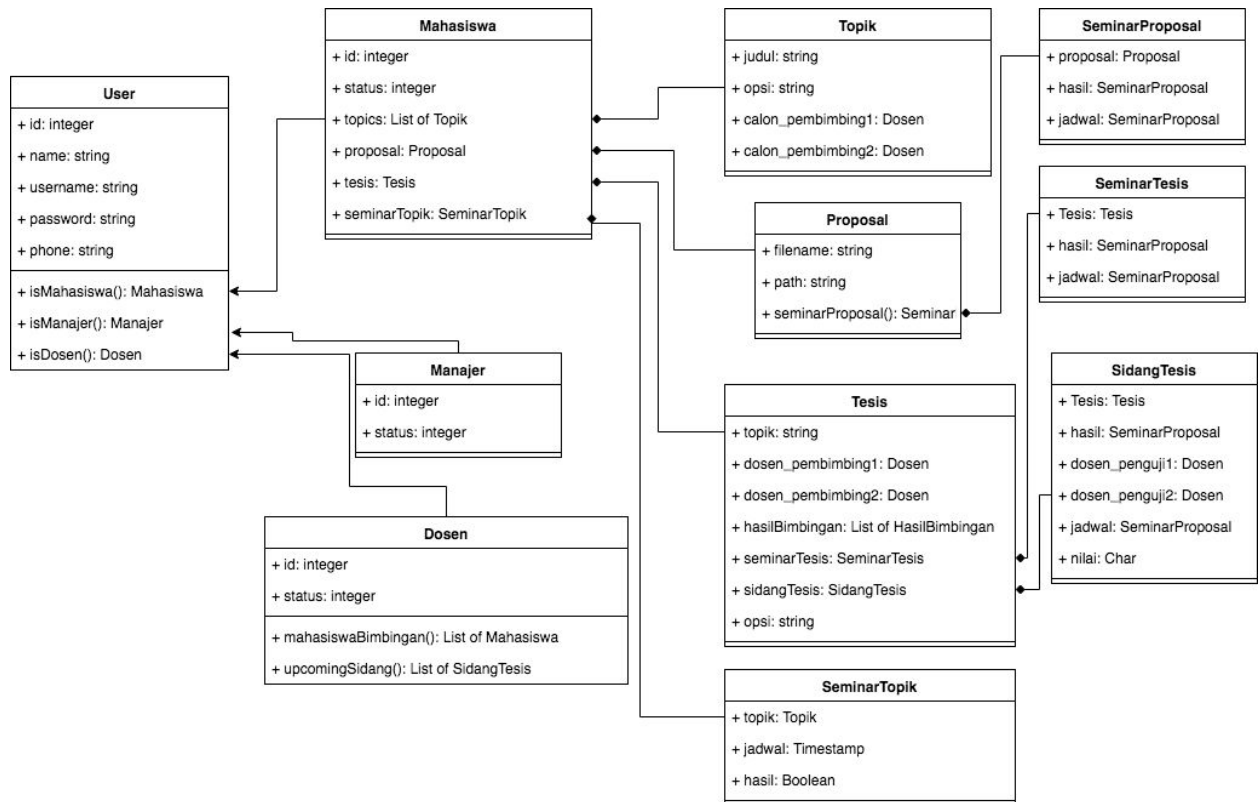 User
+ id: integer
+ name: string
+ username: string
+ password: string
+ phone: string
+ isMahasiswa(): Mahasiswa
+ isManajer(): Manajer
+ isDosen(): Dosen
Mahasiswa
+ id: integer
+ status: integer
+ topics: List of Topik
+ proposal: Proposal
+ tesis: Tesis
+ seminarTopik: SeminarTopik
Manajer
+ id: integer
+ status: integer
Dosen
+ id: integer
+ status: integer
+ mahasiswaBimbingan(): List of Mahasiswa
+ upcomingSidang(): List of SidangTesis
Topik
+ judul: string
+ opsi: string
+ calon_pembimbing1: Dosen
+ calon_pembimbing2: Dosen
Proposal
+ filename: string
+ path: string
+ seminarProposal(): Seminar
Tesis
+ topik: string
+ dosen_pembimbing1: Dosen
+ dosen_pembimbing2: Dosen
+ hasilBimbingan: List of HasilBimbingan
+ seminarTesis: SeminarTesis
+ sidangTesis: SidangTesis
+ opsi: string
SeminarTopik
+ topik: Topik
+ jadwal: Timestamp
+ hasil: Boolean
SeminarProposal
+ proposal: Proposal
+ hasil: SeminarProposal
+ jadwal: SeminarProposal
SeminarTesis
+ Tesis: Tesis
+ hasil: SeminarProposal
+ jadwal: SeminarProposal
SidangTesis
+ Tesis: Tesis
+ hasil: SeminarProposal
+ dosen_penguji1: Dosen
+ dosen_penguji2: Dosen
+ jadwal: SeminarProposal
+ nilai: Char